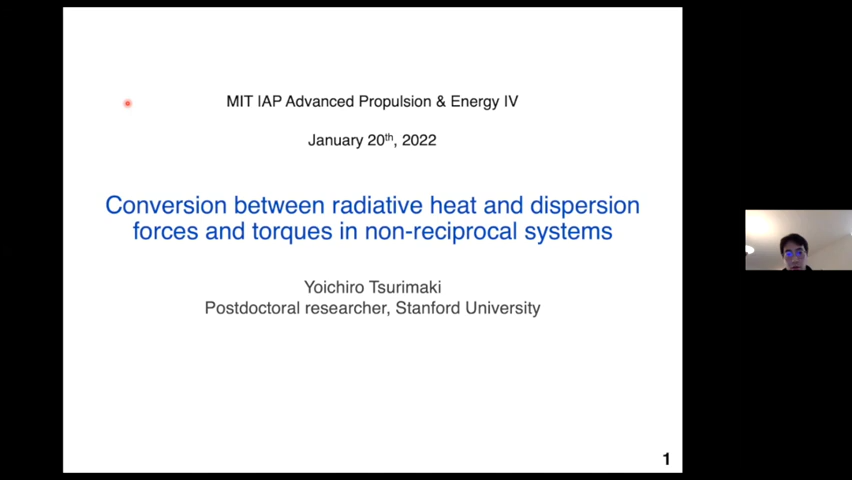 MIT IAP Advanced Propulsion & Energy IV
January 20th, 2022
Conversion between radiative heat and dispersion
forces and torques in non-reciprocal systems
Yoichiro Tsurimaki
Postdoctoral researcher, Stanford University
1